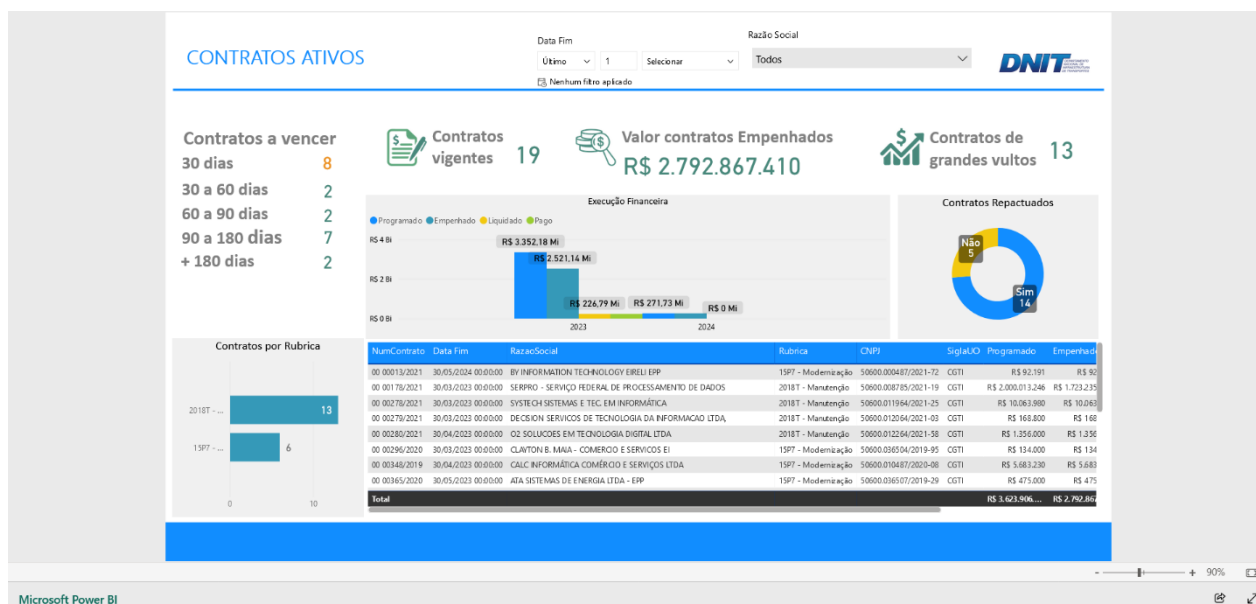 CONTRATOS ATIVOS
Data Fim
Último 1 Selecionar
Nenhum filtro aplicado
Razão Social
Todos
DNIT
Contratos a vencer
30 dias 8
30 a 60 dias 2
60 a 90 dias 2
90 a 180 dias 7
+ 180 dias 2
Contratos
vigentes 19
Valor contratos Empenhados
R$ 2.792.867.410
Contratos de
grandes vultos 13
Execução Financeira
Programado Empenhado Liquidado Pago
R$ 4 Bi
R$ 2 Bi
R$ 0 Bi
R$ 3.352,18 Mi
R$ 2.521,14 Mi
R$ 226,79 Mi
R$ 271,73 Mi
R$ 0 Mi
2023 2024
Contratos Repactuados
Não
5
Sim
14
Contratos por Rubrica
2018T - ... 13
15P7 - ... 6
0 10
NumContrato Data Fim RazaoSocial Rubrica CNPJ SiglaUO Programado Empenhado
00 00013/2021 30/05/2024 00:00:00 BY INFORMATION TECHNOLOGY EIRELI EPP 15P7 - Modernização 50600.000487/2021-72 CGTI R$ 92.191 R$ 92
00 00178/2021 30/03/2023 00:00:00 SERPRO - SERVIÇO FEDERAL DE PROCESSAMENTO DE DADOS 2018T - Manutenção 50600.008785/2021-19 CGTI R$ 2.000.013.246 R$ 1.723.235
00 00278/2021 30/03/2023 00:00:00 SYSTECH SISTEMAS E TEC. EM INFORMÁTICA 2018T - Manutenção 50600.011964/2021-25 CGTI R$ 10.063.980 R$ 10.063
00 00279/2021 30/03/2023 00:00:00 DECISION SERVICOS DE TECNOLOGIA DA INFORMACAO LTDA, 2018T - Manutenção 50600.012064/2021-03 CGTI R$ 168.800 R$ 168
00 00280/2021 30/04/2023 00:00:00 O2 SOLUCOES EM TECNOLOGIA DIGITAL LTDA 2018T - Manutenção 50600.012264/2021-58 CGTI R$ 1.356.000 R$ 1.356
00 00296/2020 30/03/2023 00:00:00 CLAYTON B. MAIA - COMERCIO E SERVICOS EI 15P7 - Modernização 50600.036504/2019-95 CGTI R$ 134.000 R$ 134
00 00348/2019 30/04/2023 00:00:00 CALC INFORMÁTICA COMÉRCIO E SERVIÇOS LTDA 15P7 - Modernização 50600.010487/2020-08 CGTI R$ 5.683.230 R$ 5.683
00 00365/2020 30/05/2023 00:00:00 ATA SISTEMAS DE ENERGIA LTDA - EPP 15P7 - Modernização 50600.036507/2019-29 CGTI R$ 475.000 R$ 475
Total R$ 3.623.906.... R$ 2.792.867
- + 90%
Microsoft Power BI